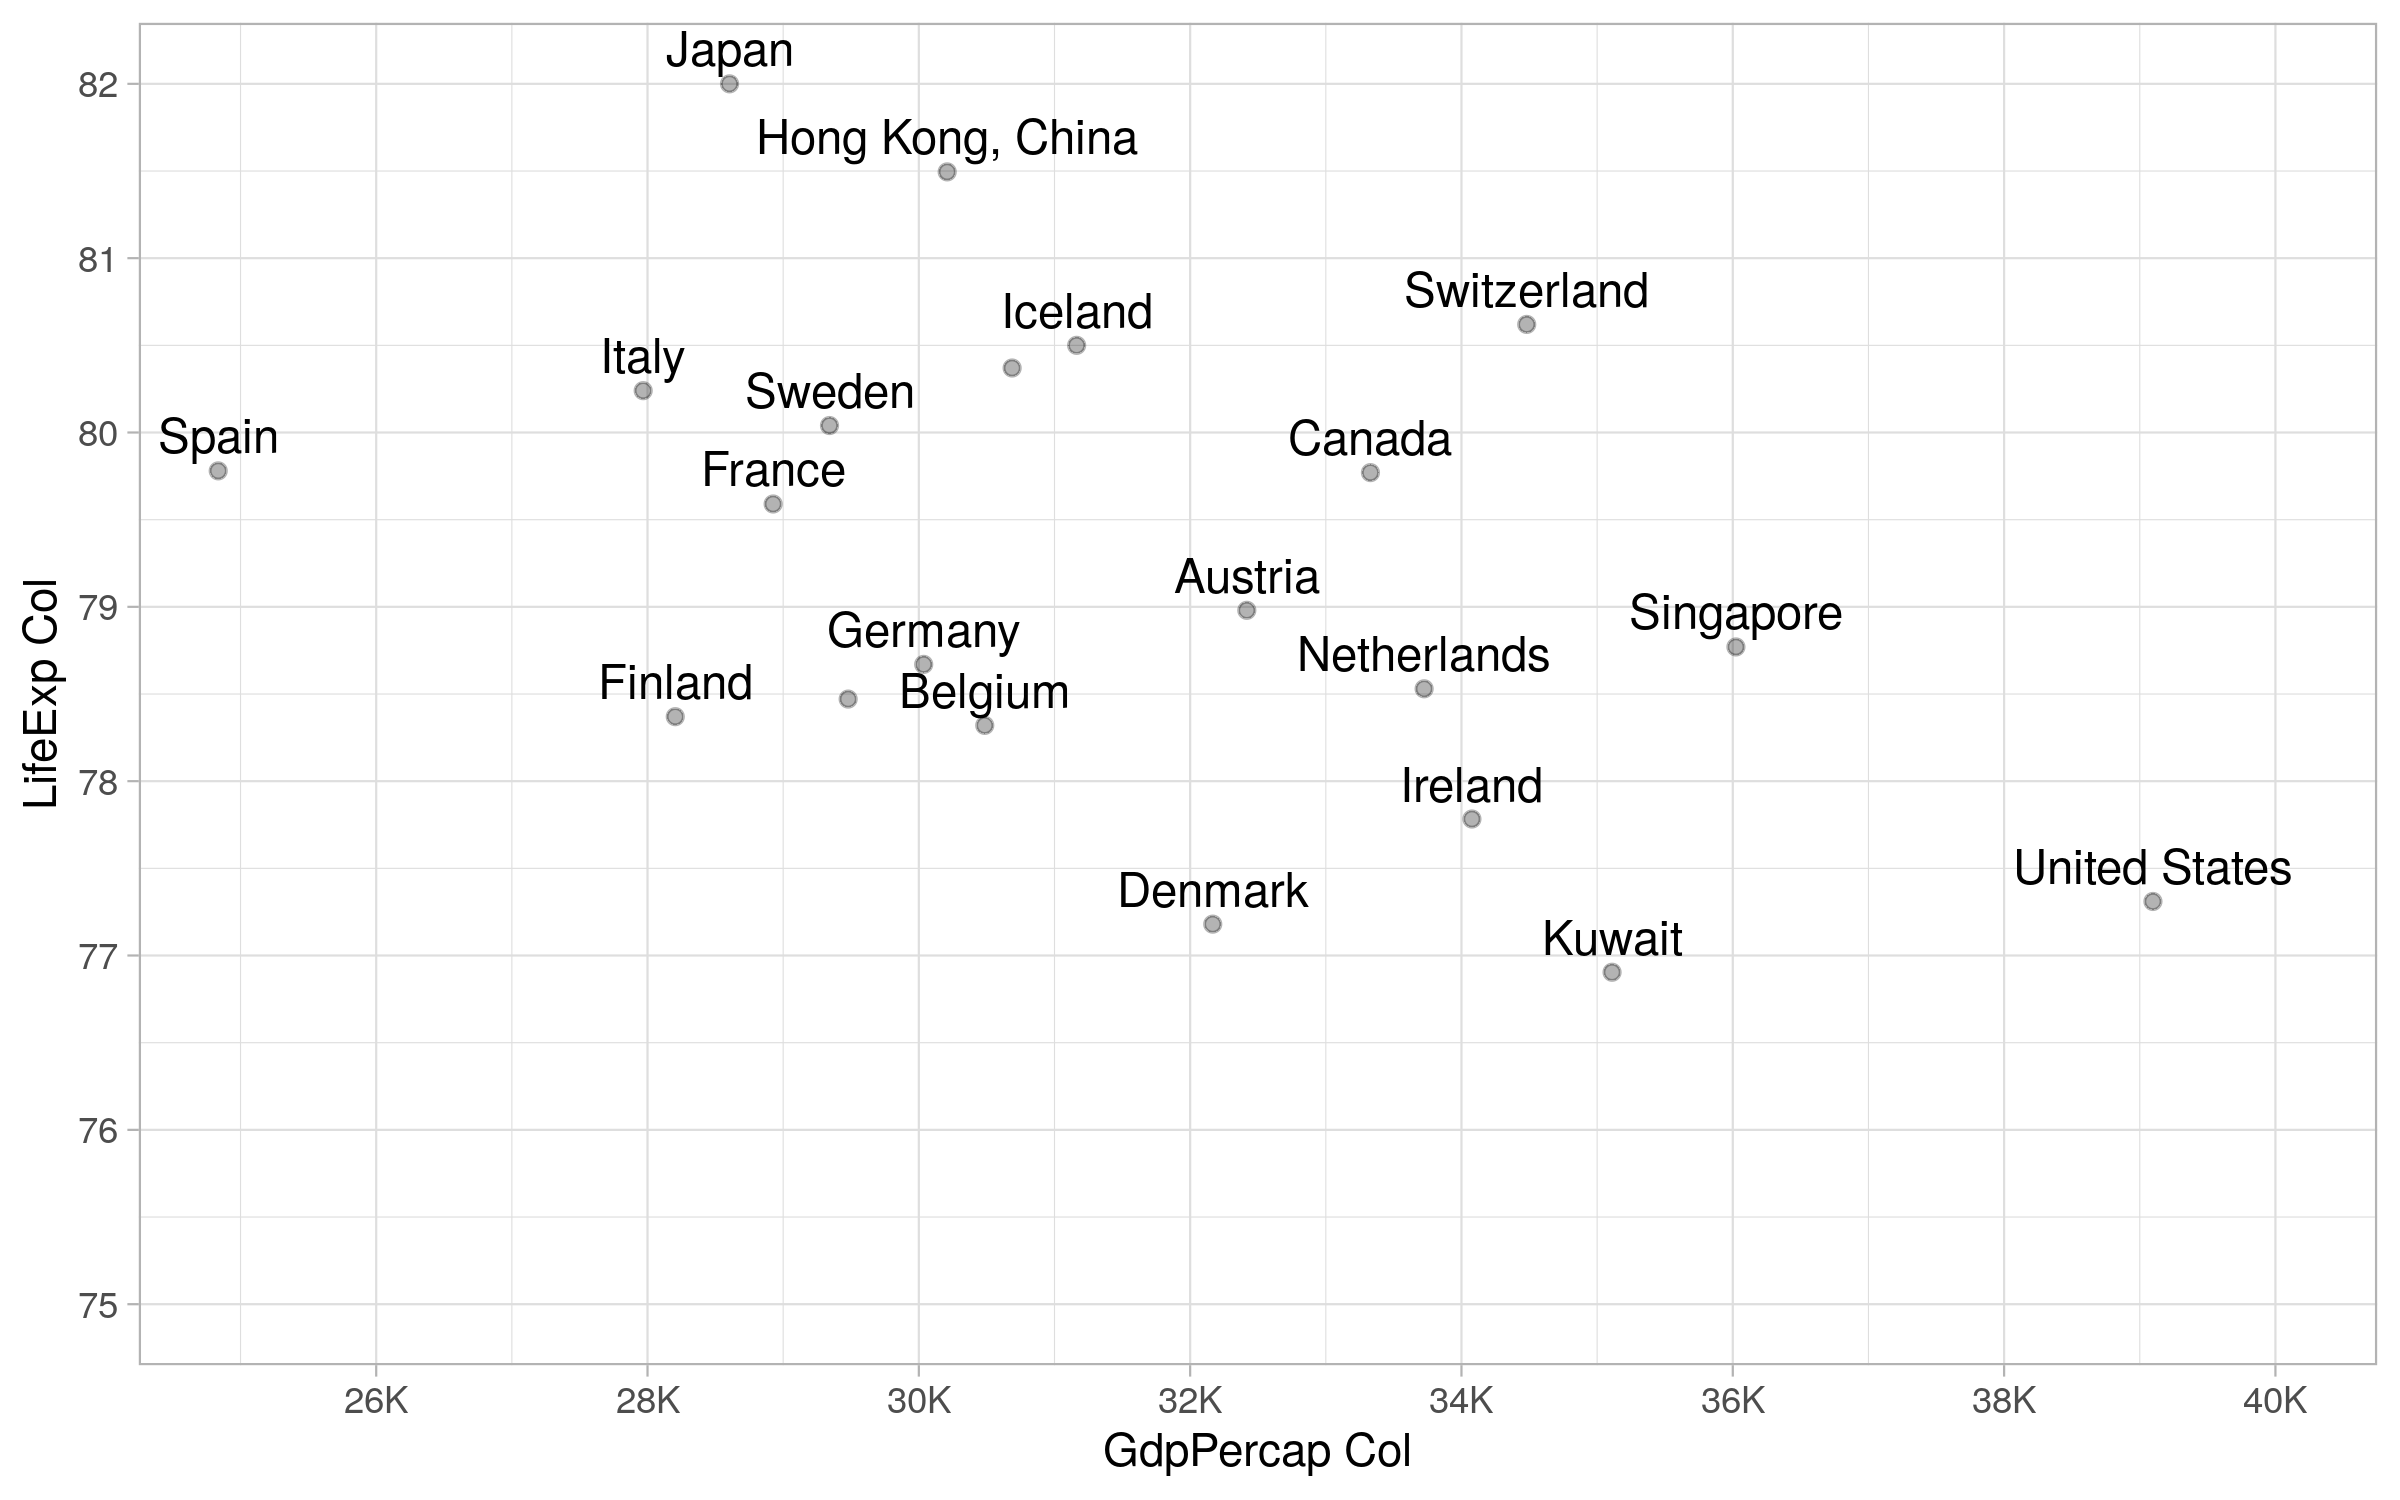 Japan
82
Hong Kong, China
81
Switzerland
Iceland
Italy
Sweden
80
Spain
Canada
France
Austria
79
Singapore
Germany
Netherlands
Finland
Belgium
78
Ireland
United States
Denmark
Kuwait
77
76
75
LifeExp Col
26K 28K 30K 32K 34K 36K 38K 40K
GdpPercap Col